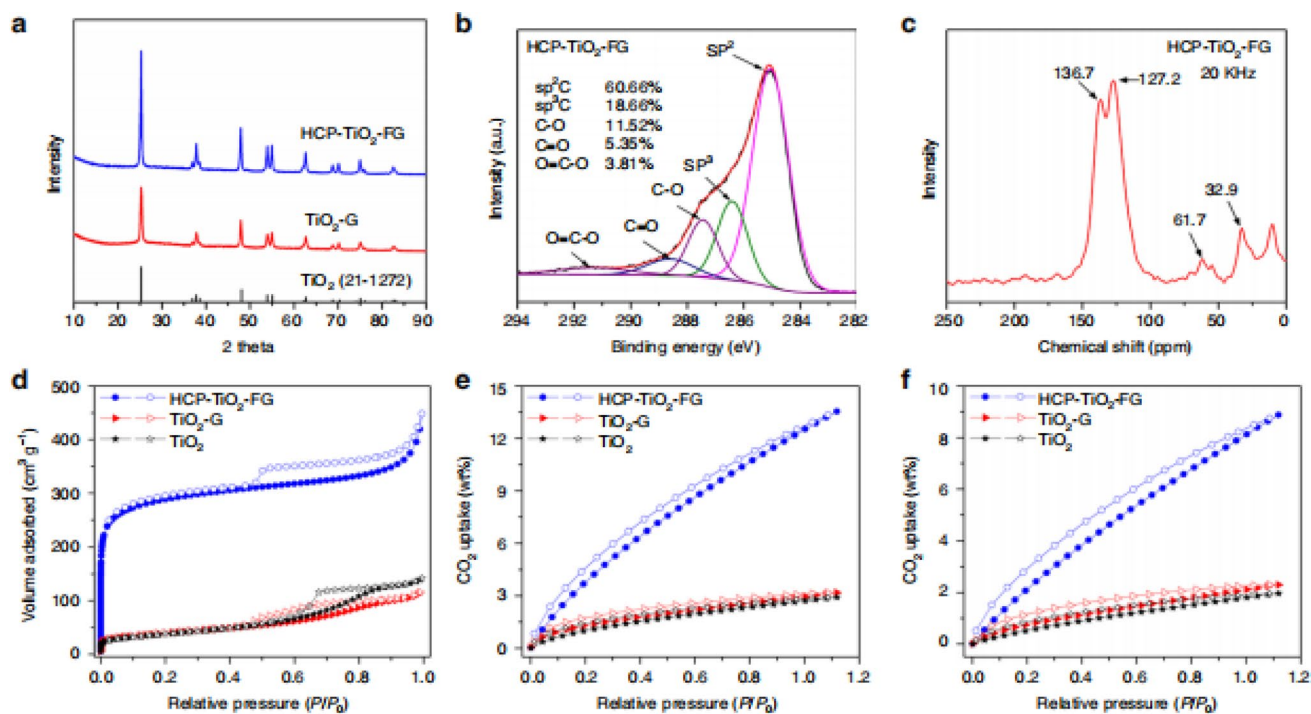 a
HCP-TiO2-FG
TiO2-G
TiO2 (21-1272)
Intensity
10 20 30 40 50 60 70 80 90
2 theta
b
HCP-TiO2-FG
SP2
sp2C 60.66%
sp3C 18.66%
C-O 11.52%
C=O 5.35%
O=C-O 3.81%
SP3
C-O
C=O
O=C-O
Intensity (a.u.)
294 292 290 288 286 284 282
Binding energy (eV)
c
HCP-TiO2-FG
20 KHz
136.7
127.2
61.7
32.9
Intensity
250 200 150 100 50 0
Chemical shift (ppm)
d
HCP-TiO2-FG
TiO2-G
TiO2
Volume adsorbed (cm3 g−1)
500
450
300
250
200
150
100
50
0
0.0 0.2 0.4 0.6 0.8 1.0
Relative pressure (P/P0)
e
HCP-TiO2-FG
TiO2-G
TiO2
CO2 uptake (wt%)
15
12
9
6
3
0
0.0 0.2 0.4 0.6 0.8 1.0 1.2
Relative pressure (P/P0)
f
HCP-TiO2-FG
TiO2-G
TiO2
CO2 uptake (wt%)
10
8
6
4
2
0
0.0 0.2 0.4 0.6 0.8 1.0 1.2
Relative pressure (P/P0)